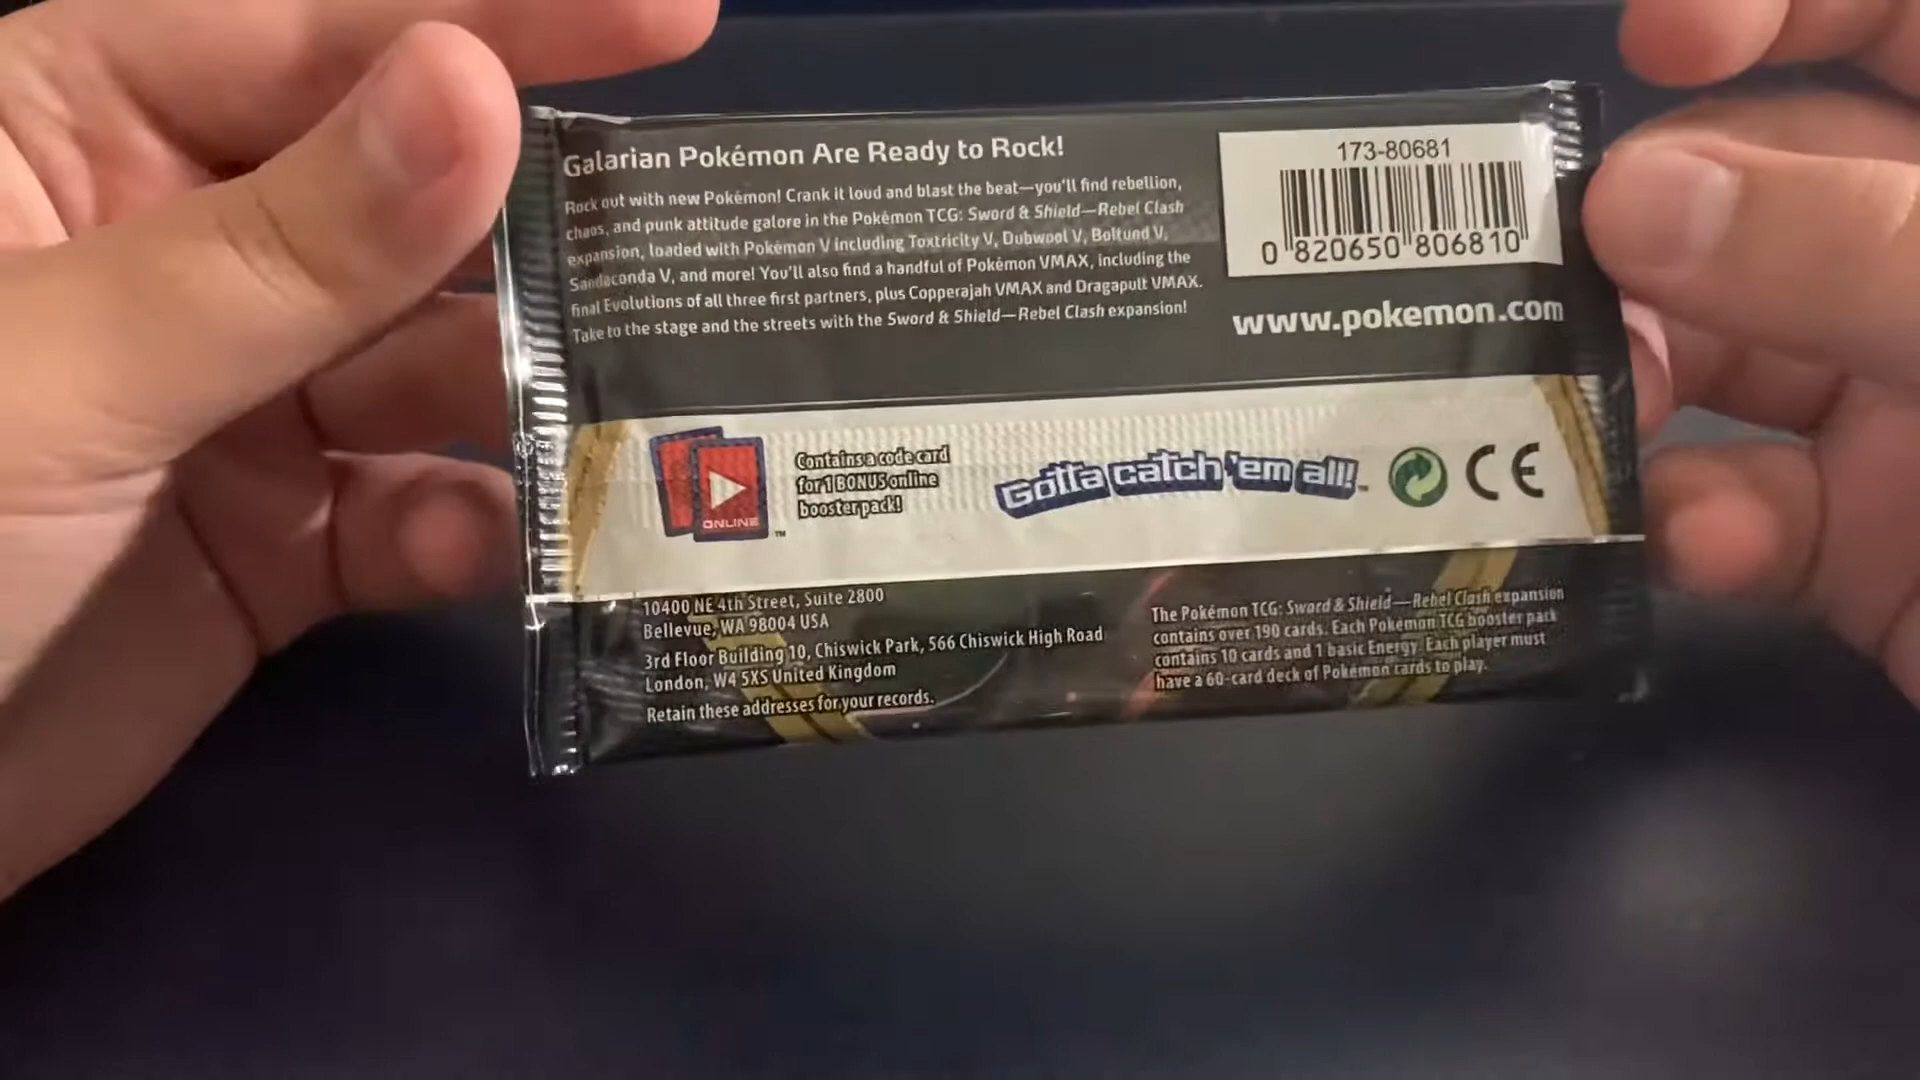 Galarian Pokémon Are Ready to Rock!
Rock out with new Pokémon! Crank it loud and blast the beat—you'll find rebellion,
chaos, and punk attitude galore in the Pokémon TCG: Sword & Shield—Rebel Clash
expansion, loaded with Pokémon V including Toxtricity V, Dubwool V, Boltund V,
Sandaconda V, and more! You'll also find a handful of Pokémon VMAX, including the
final Evolutions of all three first partners, plus Copperajah VMAX and Dragapult VMAX.
Take to the stage and the streets with the Sword & Shield—Rebel Clash expansion!
173-80681
0 820650 806810
www.pokemon.com
ONLINE
TM
Contains a code card
for 1 BONUS online
booster pack!
Gotta catch 'em all!
CE
10400 NE 4th Street, Suite 2800
Bellevue, WA 98004 USA
3rd Floor Building 10, Chiswick Park, 566 Chiswick High Road
London, W4 5XS United Kingdom
Retain these addresses for your records.
The Pokémon TCG: Sword & Shield—Rebel Clash expansion
contains over 190 cards. Each Pokémon TCG booster pack
contains 10 cards and 1 basic Energy. Each player must
have a 60-card deck of Pokémon cards to play.